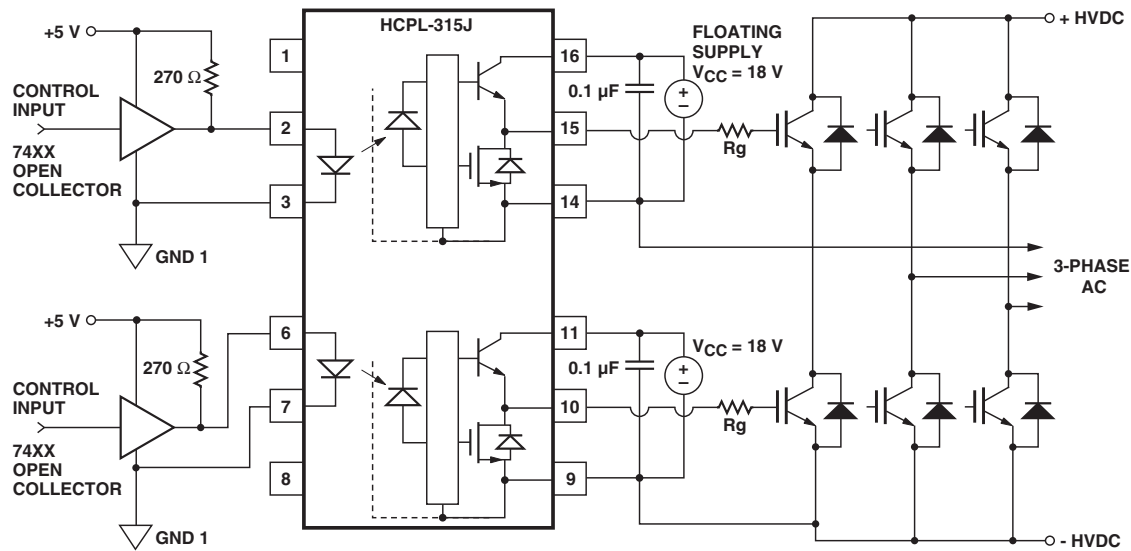 HCPL-315J
+5 V
270 Ω
CONTROL
INPUT
74XX
OPEN
COLLECTOR
GND 1
1
2
3
16
15
14
0.1 µF
FLOATING
SUPPLY
VCC = 18 V
+
–
Rg
+ HVDC
3-PHASE
AC
+5 V
270 Ω
CONTROL
INPUT
74XX
OPEN
COLLECTOR
GND 1
6
7
8
11
10
9
0.1 µF
VCC = 18 V
+
–
Rg
- HVDC